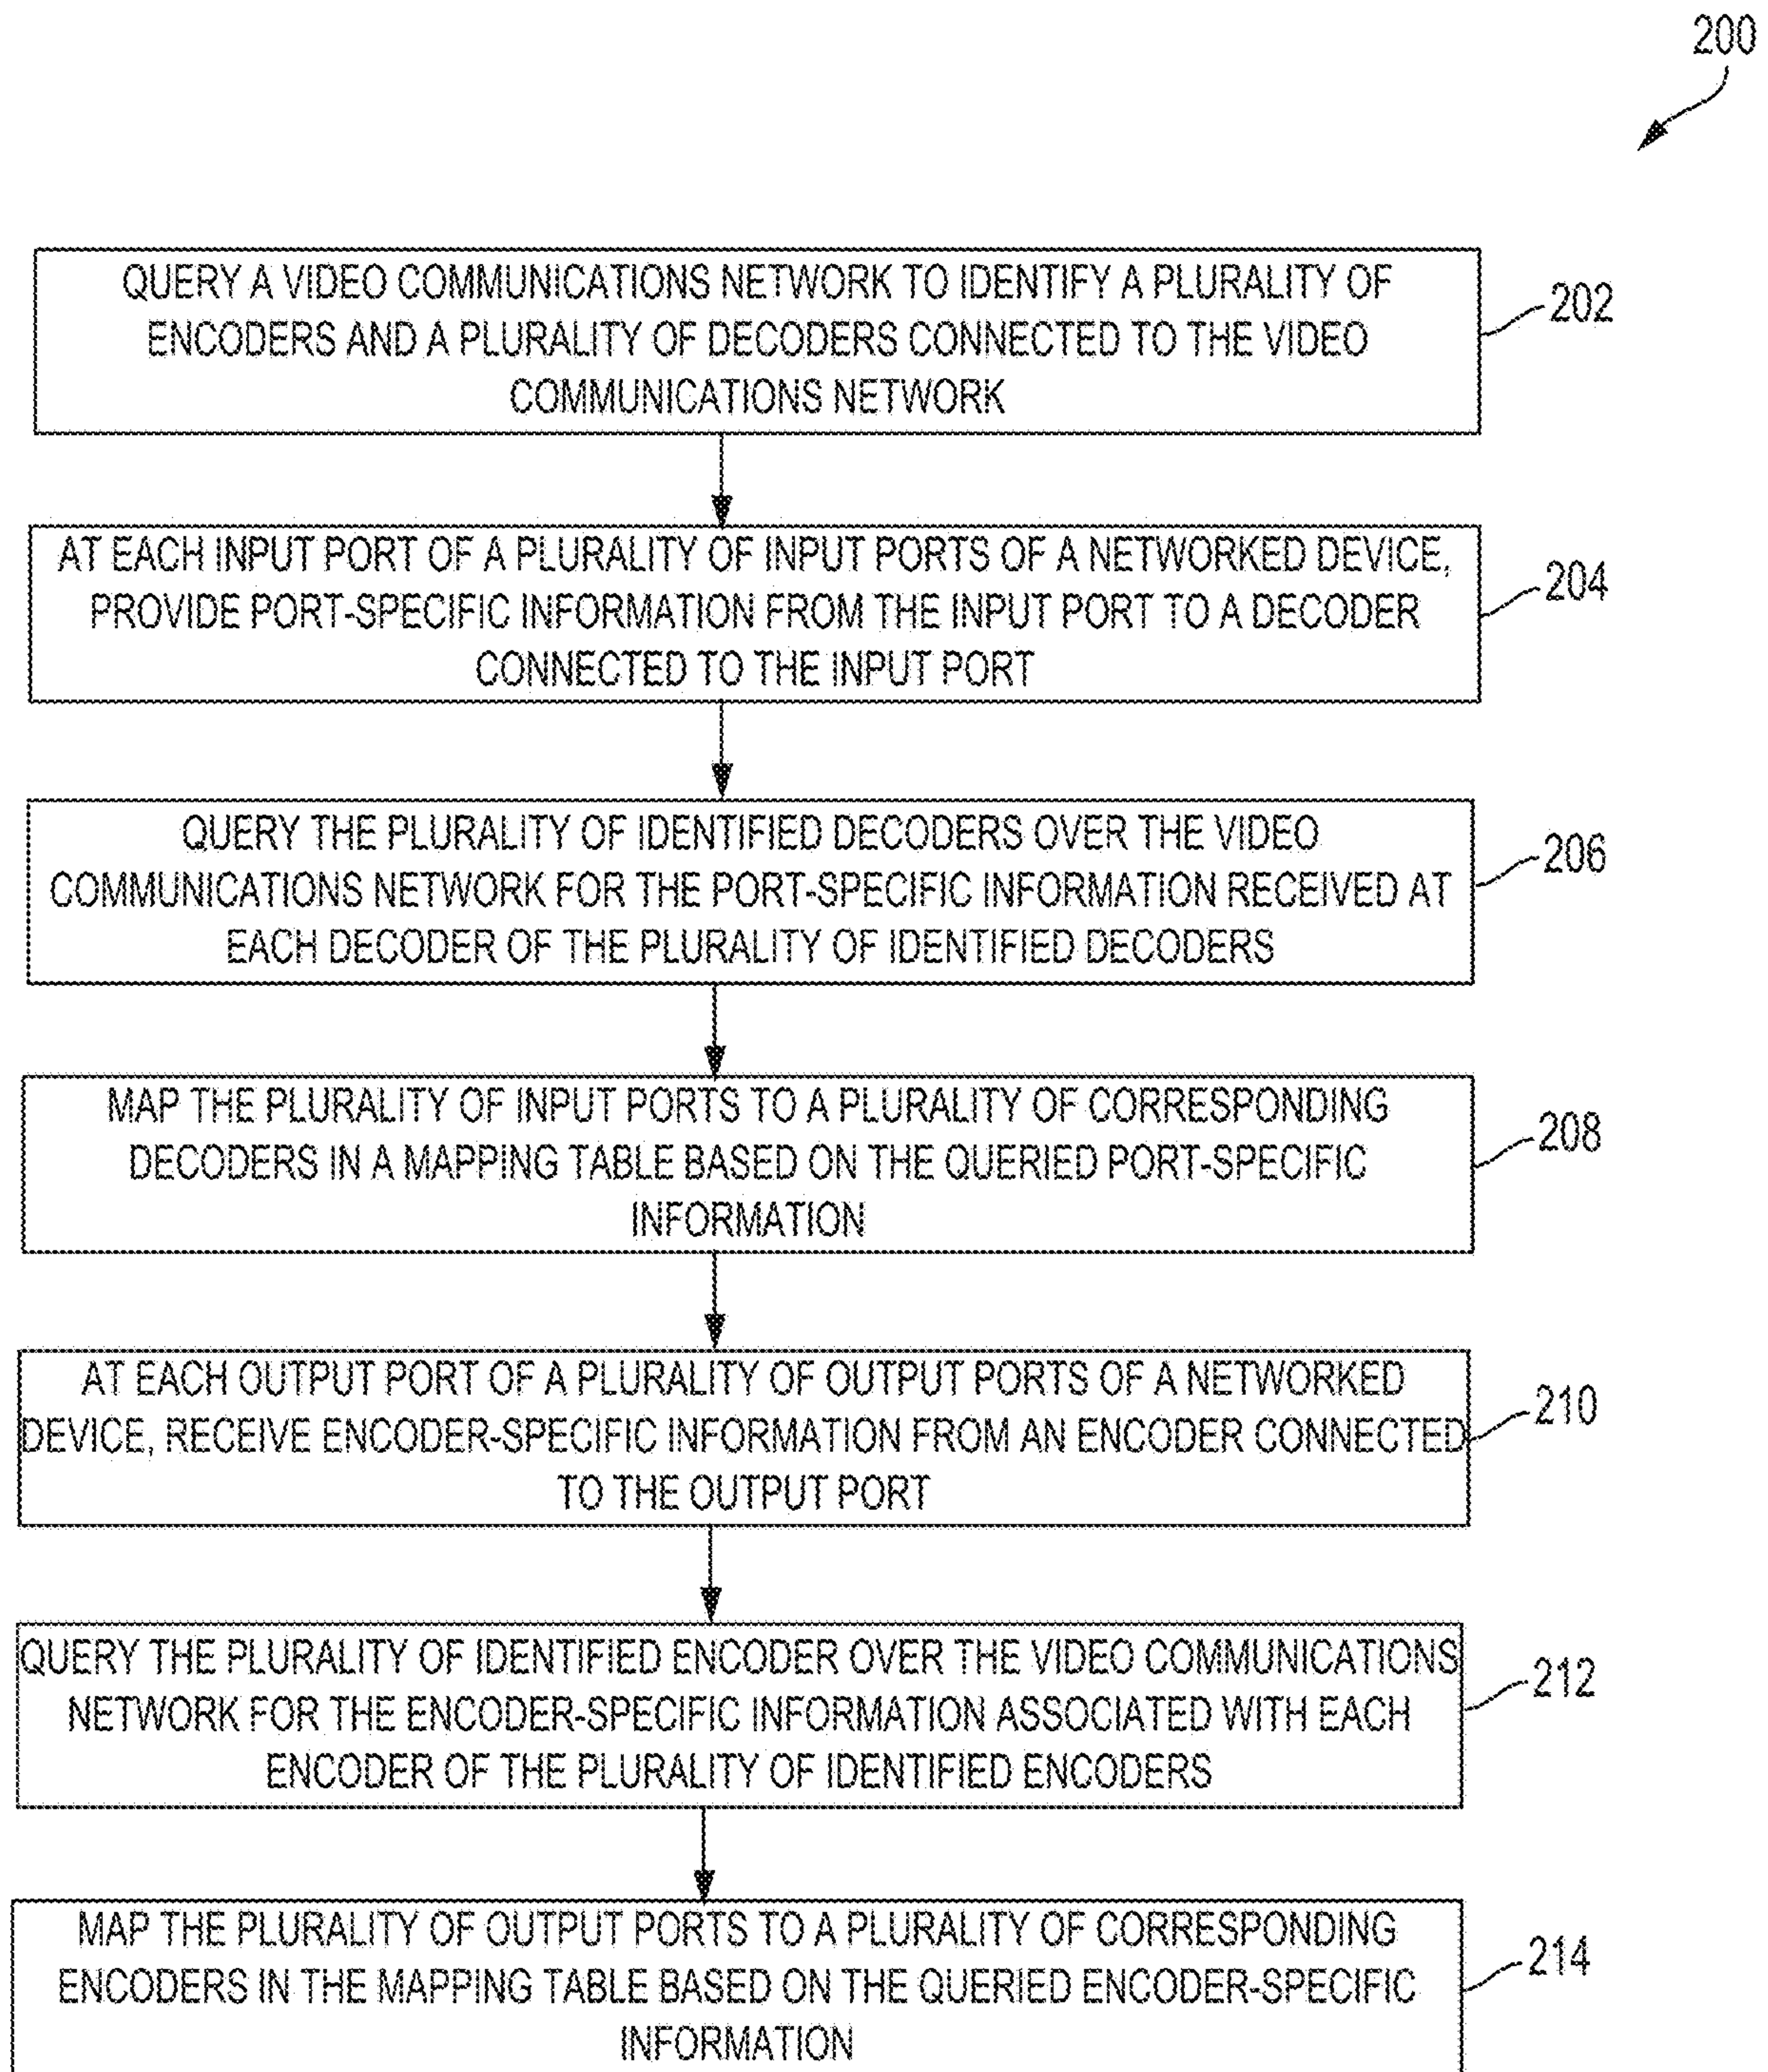 200
QUERY A VIDEO COMMUNICATIONS NETWORK TO IDENTIFY A PLURALITY OF
ENCODERS AND A PLURALITY OF DECODERS CONNECTED TO THE VIDEO
COMMUNICATIONS NETWORK
202
AT EACH INPUT PORT OF A PLURALITY OF INPUT PORTS OF A NETWORKED DEVICE,
PROVIDE PORT-SPECIFIC INFORMATION FROM THE INPUT PORT TO A DECODER
CONNECTED TO THE INPUT PORT
204
QUERY THE PLURALITY OF IDENTIFIED DECODERS OVER THE VIDEO
COMMUNICATIONS NETWORK FOR THE PORT-SPECIFIC INFORMATION RECEIVED AT
EACH DECODER OF THE PLURALITY OF IDENTIFIED DECODERS
206
MAP THE PLURALITY OF INPUT PORTS TO A PLURALITY OF CORRESPONDING
DECODERS IN A MAPPING TABLE BASED ON THE QUERIED PORT-SPECIFIC
INFORMATION
208
AT EACH OUTPUT PORT OF A PLURALITY OF OUTPUT PORTS OF A NETWORKED
DEVICE, RECEIVE ENCODER-SPECIFIC INFORMATION FROM AN ENCODER CONNECTED
TO THE OUTPUT PORT
210
QUERY THE PLURALITY OF IDENTIFIED ENCODER OVER THE VIDEO COMMUNICATIONS
NETWORK FOR THE ENCODER-SPECIFIC INFORMATION ASSOCIATED WITH EACH
ENCODER OF THE PLURALITY OF IDENTIFIED ENCODERS
212
MAP THE PLURALITY OF OUTPUT PORTS TO A PLURALITY OF CORRESPONDING
ENCODERS IN THE MAPPING TABLE BASED ON THE QUERIED ENCODER-SPECIFIC
INFORMATION
214